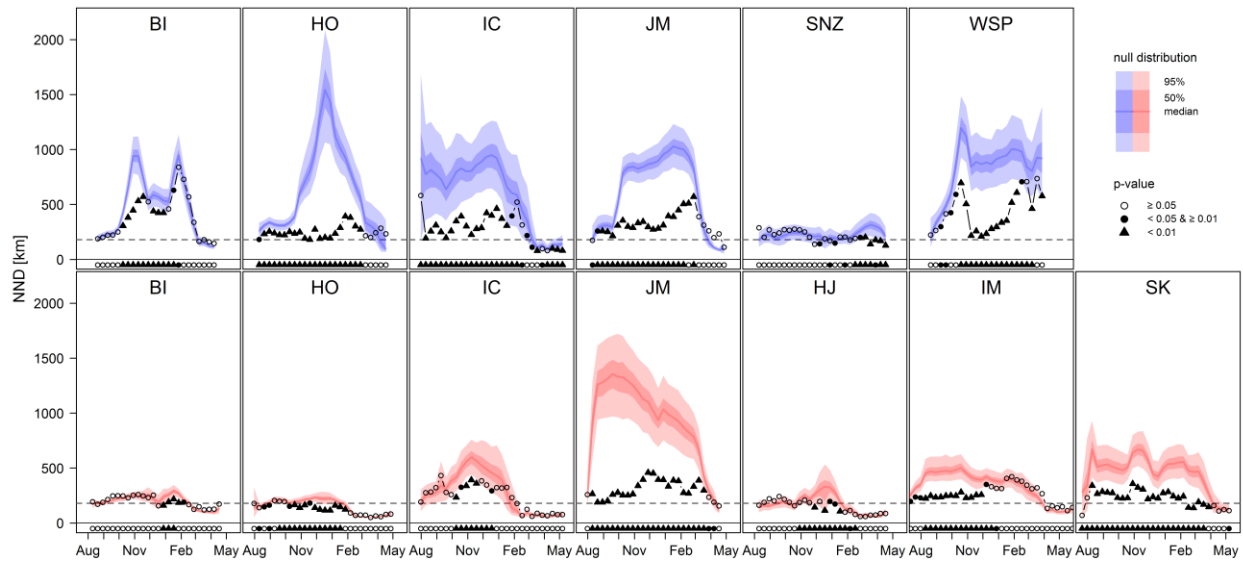 BI HO IC JM SNZ WSP
2000
1500
1000
500
0
null distribution
95%
50%
median
p-value
≥ 0.05
< 0.05 & ≥ 0.01
< 0.01
NND [km]
BI HO IC JM HJ IM SK
2000
1500
1000
500
0
Aug Nov Feb May Aug Nov Feb May Aug Nov Feb May Aug Nov Feb May Aug Nov Feb May Aug Nov Feb May Aug Nov Feb May